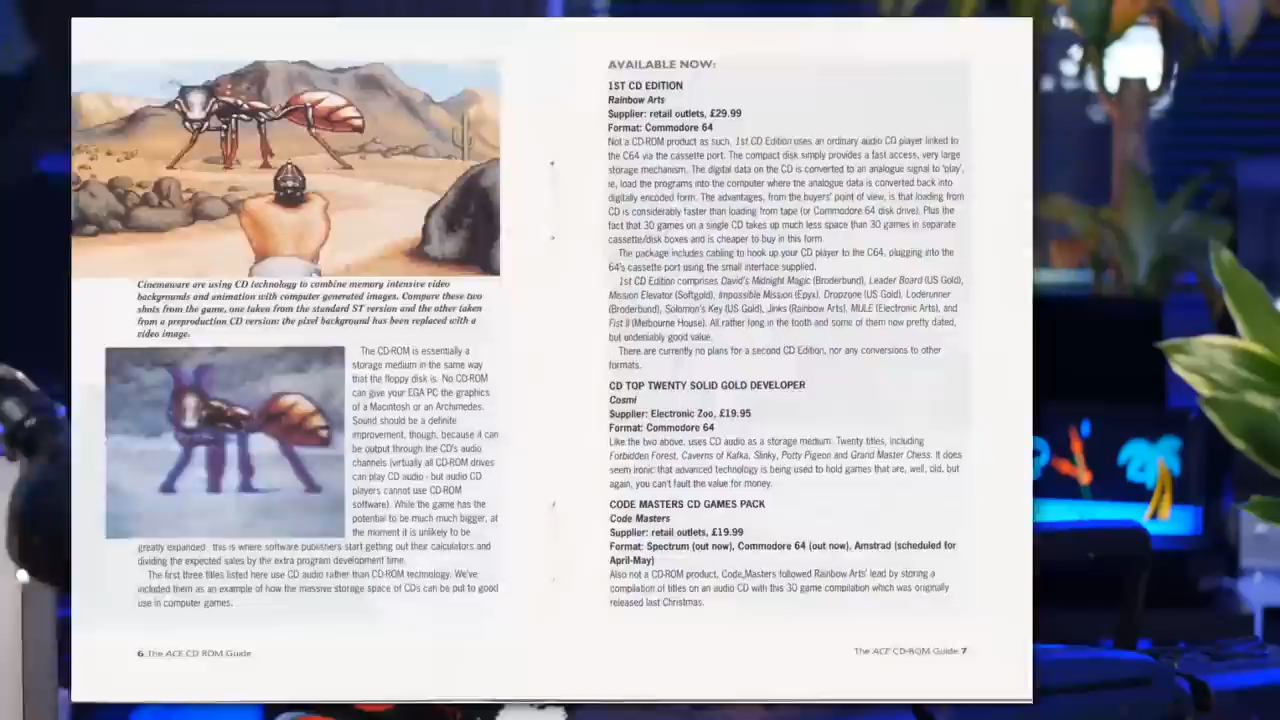 Cinemaware are using CD technology to combine memory intensive video
backgrounds and animation with computer generated images. Compare these two
shots from the game, one taken from the standard ST version and the other taken
from a preproduction CD version: the pixel background has been replaced with a
video image.
The CD-ROM is essentially a
storage medium in the same way
that the floppy disk is. No CD-ROM
can give your EGA PC the graphics
of a Macintosh or an Archimedes.
Sound should be a definite
improvement, though, because it can
be output through the CD's audio
channels (virtually all CD-ROM drives
can play CD audio - but audio CD
players cannot use CD-ROM
software). While the game has the
potential to be much much bigger, at
the moment it is unlikely to be
greatly expanded this is where software publishers start getting out their calculators and
dividing the expected sales by the extra program development time.
The first three titles listed here use CD audio rather than CD-ROM technology. We've
included them as an example of how the massive storage space of CDs can be put to good
use in computer games.
6 The ACE CD ROM Guide
AVAILABLE NOW:
1ST CD EDITION
Rainbow Arts
Supplier: retail outlets, £29.99
Format: Commodore 64
Not a CD-ROM product as such, 1st CD Edition uses an ordinary audio CD player linked to
the C64 via the cassette port. The compact disk simply provides a fast access, very large
storage mechanism. The digital data on the CD is converted to an analogue signal to 'play',
ie, load the programs into the computer where the analogue data is converted back into
digitally encoded form. The advantages, from the buyers' point of view, is that loading from
CD is considerably faster than loading from tape (or Commodore 64 disk drive). Plus the
fact that 30 games on a single CD takes up much less space than 30 games in separate
cassette/disk boxes and is cheaper to buy in this form.
The package includes cabling to hook up your CD player to the C64, plugging into the
64's cassette port using the small interface supplied.
1st CD Edition comprises David's Midnight Magic (Broderbund), Leader Board (US Gold),
Mission Elevator (Softgold), Impossible Mission (Epyx), Dropzone (US Gold), Loderunner
(Broderbund), Solomon's Key (US Gold), Jinks (Rainbow Arts), MULE (Electronic Arts), and
Fist II (Melbourne House). All rather long in the tooth and some of them now pretty dated,
but undeniably good value.
There are currently no plans for a second CD Edition, nor any conversions to other
formats.
CD TOP TWENTY SOLID GOLD DEVELOPER
Cosmi
Supplier: Electronic Zoo, £19.95
Format: Commodore 64
Like the two above, uses CD audio as a storage medium. Twenty titles, including
Forbidden Forest, Caverns of Kafka, Slinky, Potty Pigeon and Grand Master Chess. It does
seem ironic that advanced technology is being used to hold games that are, well, old, but
again, you can't fault the value for money.
CODE MASTERS CD GAMES PACK
Code Masters
Supplier: retail outlets, £19.99
Format: Spectrum (out now), Commodore 64 (out now), Amstrad (scheduled for
April-May)
Also not a CD-ROM product, Code Masters followed Rainbow Arts' lead by storing a
compilation of titles on an audio CD with this 30 game compilation which was originally
released last Christmas.
The ACE CD-ROM Guide 7